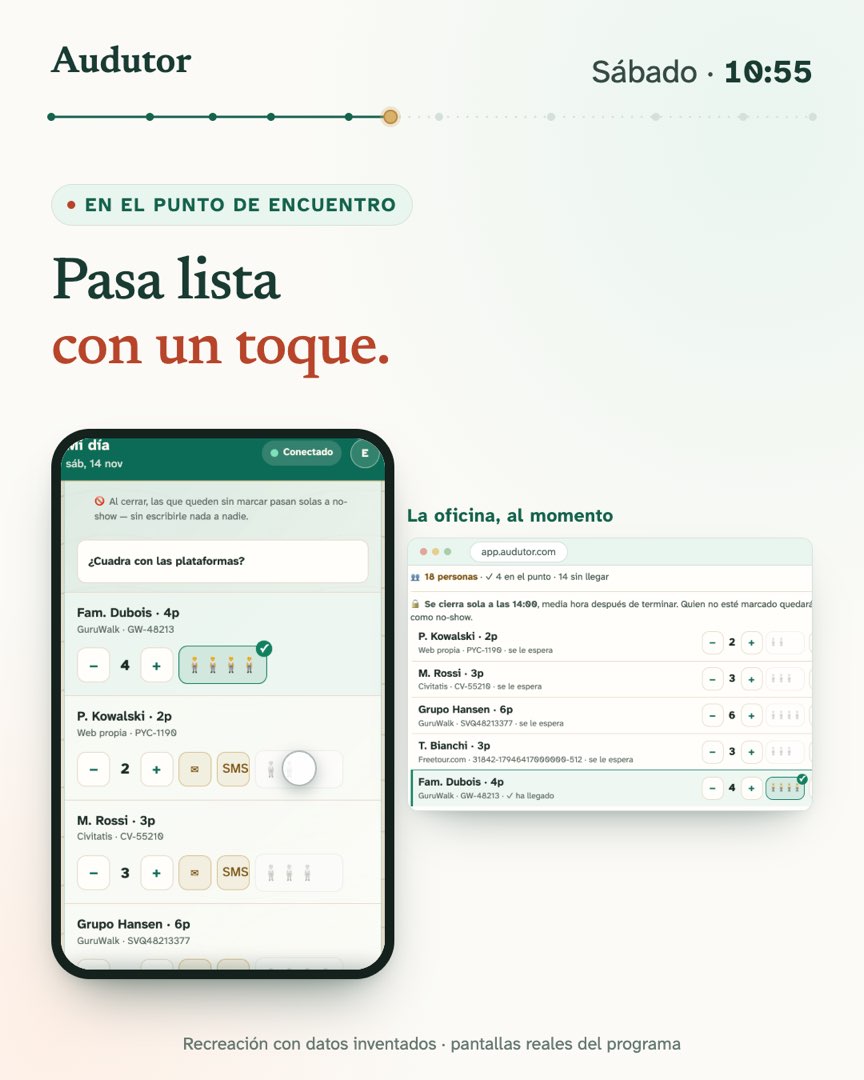 Audutor
Sábado · 10:55
EN EL PUNTO DE ENCUENTRO
Pasa lista
con un toque.
Mi día
sáb, 14 nov
Conectado
E
Al cerrar, las que queden sin marcar pasan solas a no-
show — sin escribirle nada a nadie.
¿Cuadra con las plataformas?
Fam. Dubois · 4p
GuruWalk · GW-48213
− 4 +
P. Kowalski · 2p
Web propia · PYC-1190
− 2 + SMS
M. Rossi · 3p
Civitatis · CV-55210
− 3 + SMS
Grupo Hansen · 6p
GuruWalk · SVQ48213377
La oficina, al momento
app.audutor.com
18 personas · ✓ 4 en el punto · 14 sin llegar
Se cierra sola a las 14:00, media hora después de terminar. Quien no esté marcado quedará
como no-show.
P. Kowalski · 2p
Web propia · PYC-1190 · se le espera
− 2 +
M. Rossi · 3p
Civitatis · CV-55210 · se le espera
− 3 +
Grupo Hansen · 6p
GuruWalk · SVQ48213377 · se le espera
− 6 +
T. Bianchi · 3p
Freetour.com · 31842-17946417000000-512 · se le espera
− 3 +
Fam. Dubois · 4p
GuruWalk · GW-48213 · ✓ ha llegado
− 4 +
Recreación con datos inventados · pantallas reales del programa